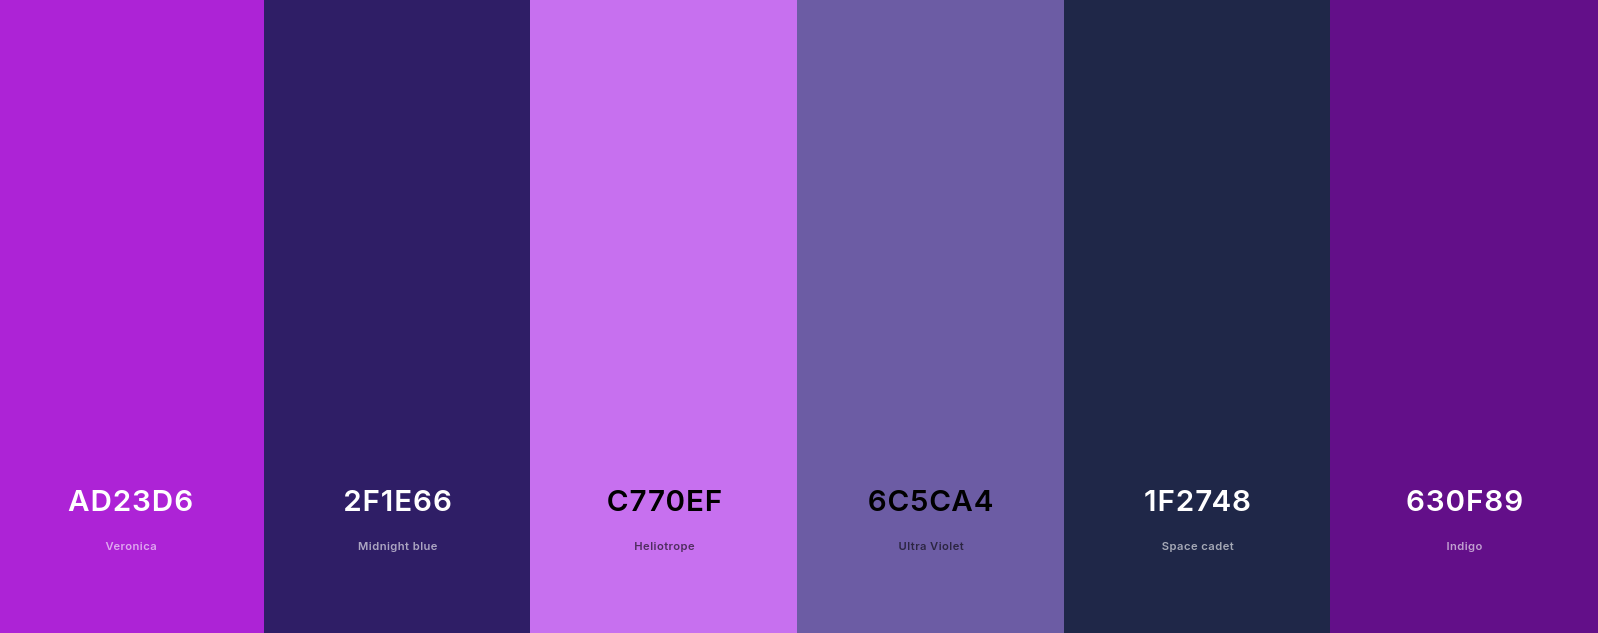 AD23D6
Veronica
2F1E66
Midnight blue
C770EF
Heliotrope
6C5CA4
Ultra Violet
1F2748
Space cadet
630F89
Indigo